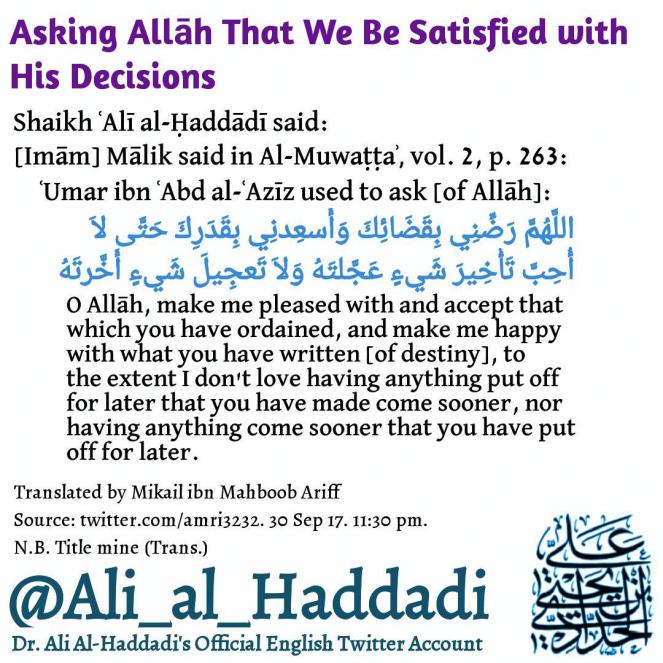 Asking Allāh That We Be Satisfied with
His Decisions
Shaikh ʿAlī al-Ḥaddādī said:
[Imām] Mālik said in Al-Muwaṭṭaʾ, vol. 2, p. 263:
ʿUmar ibn ʿAbd al-ʿAzīz used to ask [of Allāh]:
اللَّهُمَّ رَضِّنِي بِقَضَائِكَ وَأَسعِدنِي بِقَدَرِكَ حَتَّى لاَ
أُحِبَّ تَأخِيرَ شَيءٍ عَجَّلتَهُ وَلاَ تَعجِيلَ شَيءٍ أَخَّرتَهُ
O Allāh, make me pleased with and accept that
which you have ordained, and make me happy
with what you have written [of destiny], to
the extent I don't love having anything put off
for later that you have made come sooner, nor
having anything come sooner that you have put
off for later.
Translated by Mikail ibn Mahboob Ariff
Source: twitter.com/amri3232. 30 Sep 17. 11:30 pm.
N.B. Title mine (Trans.)
@Ali_al_Haddadi
Dr. Ali Al-Haddadi's Official English Twitter Account